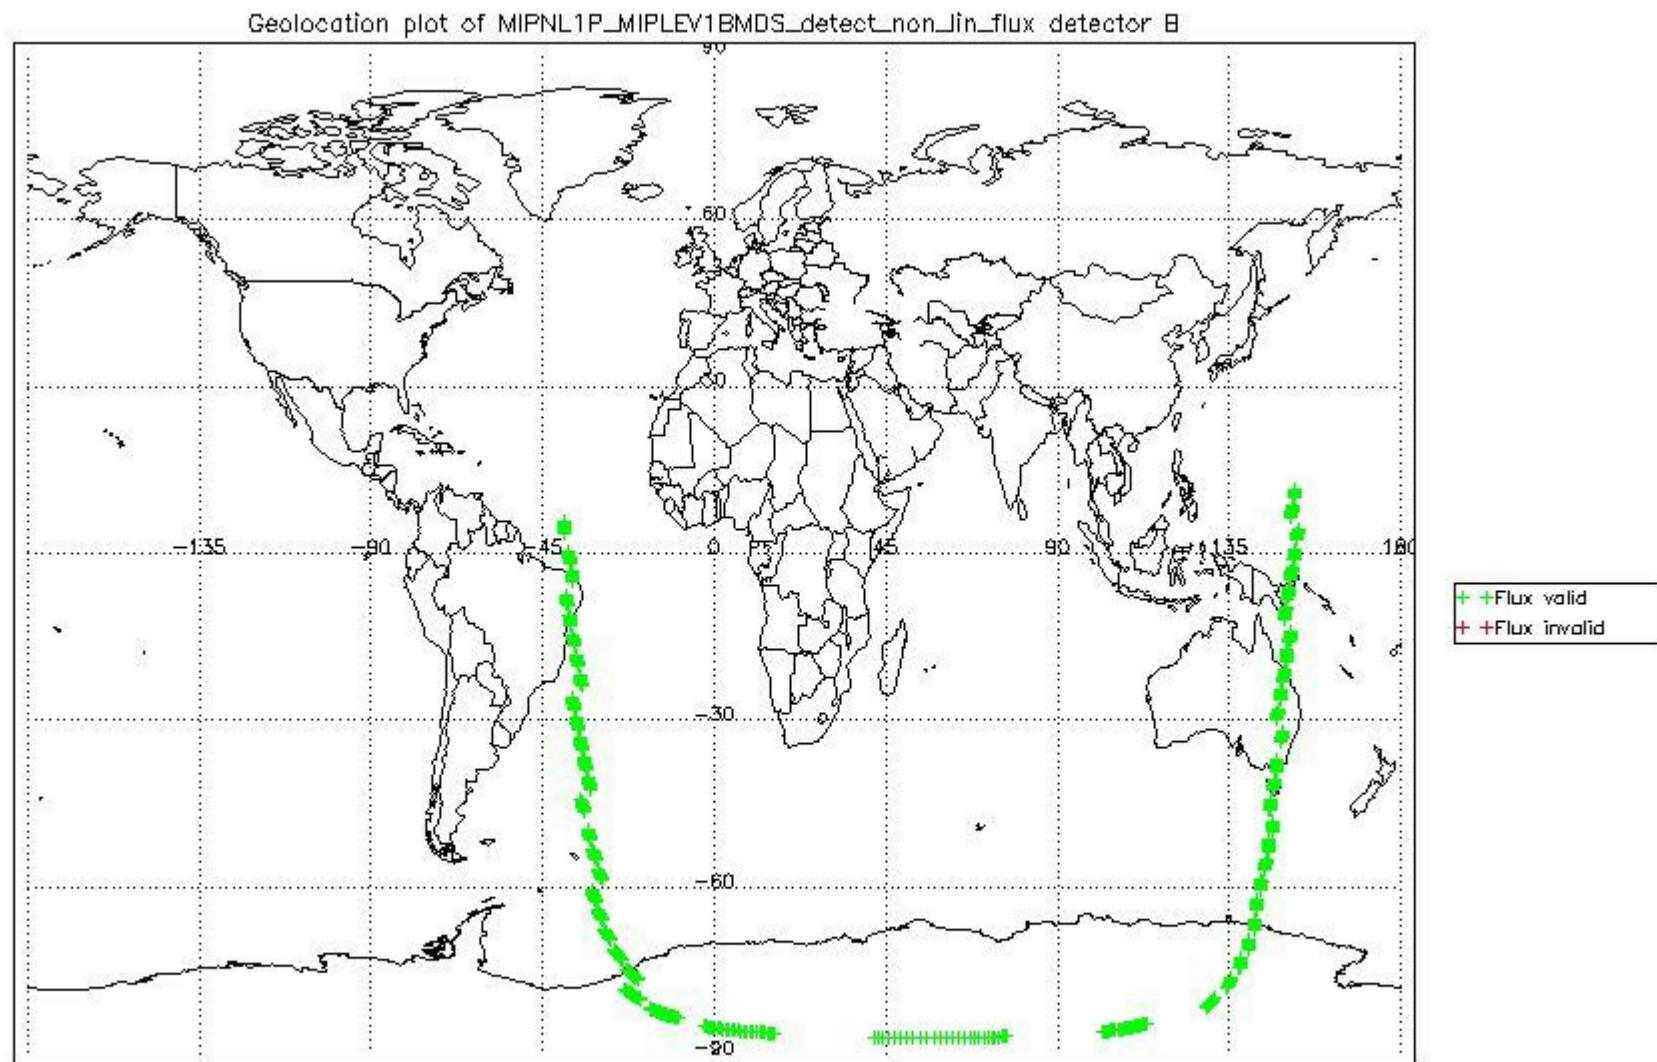 Geolocation plot of MIPNL1P_MIPLEV1BMDS_detect_non_lin_flux detector B
90
60
30
-135 -90 -45 0 45 90 135 180
-30
-60
-90
+ +Flux valid
+ +Flux invalid